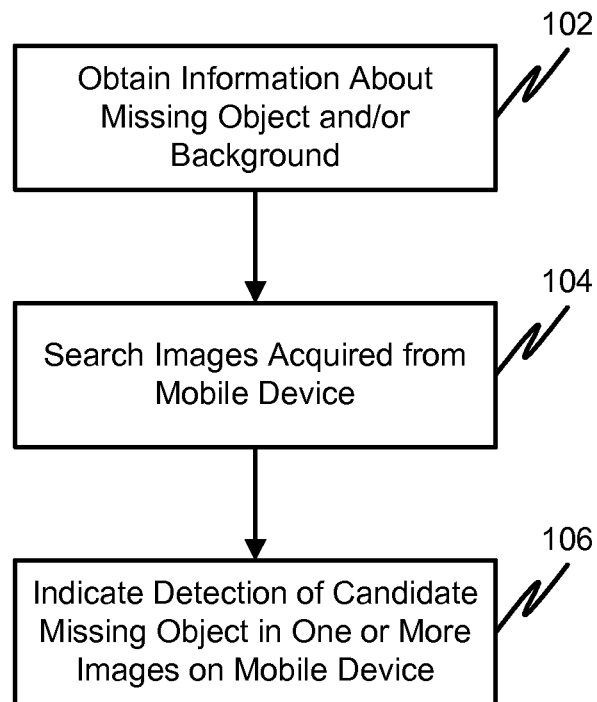 102
Obtain Information About
Missing Object and/or
Background
104
Search Images Acquired from
Mobile Device
106
Indicate Detection of Candidate
Missing Object in One or More
Images on Mobile Device